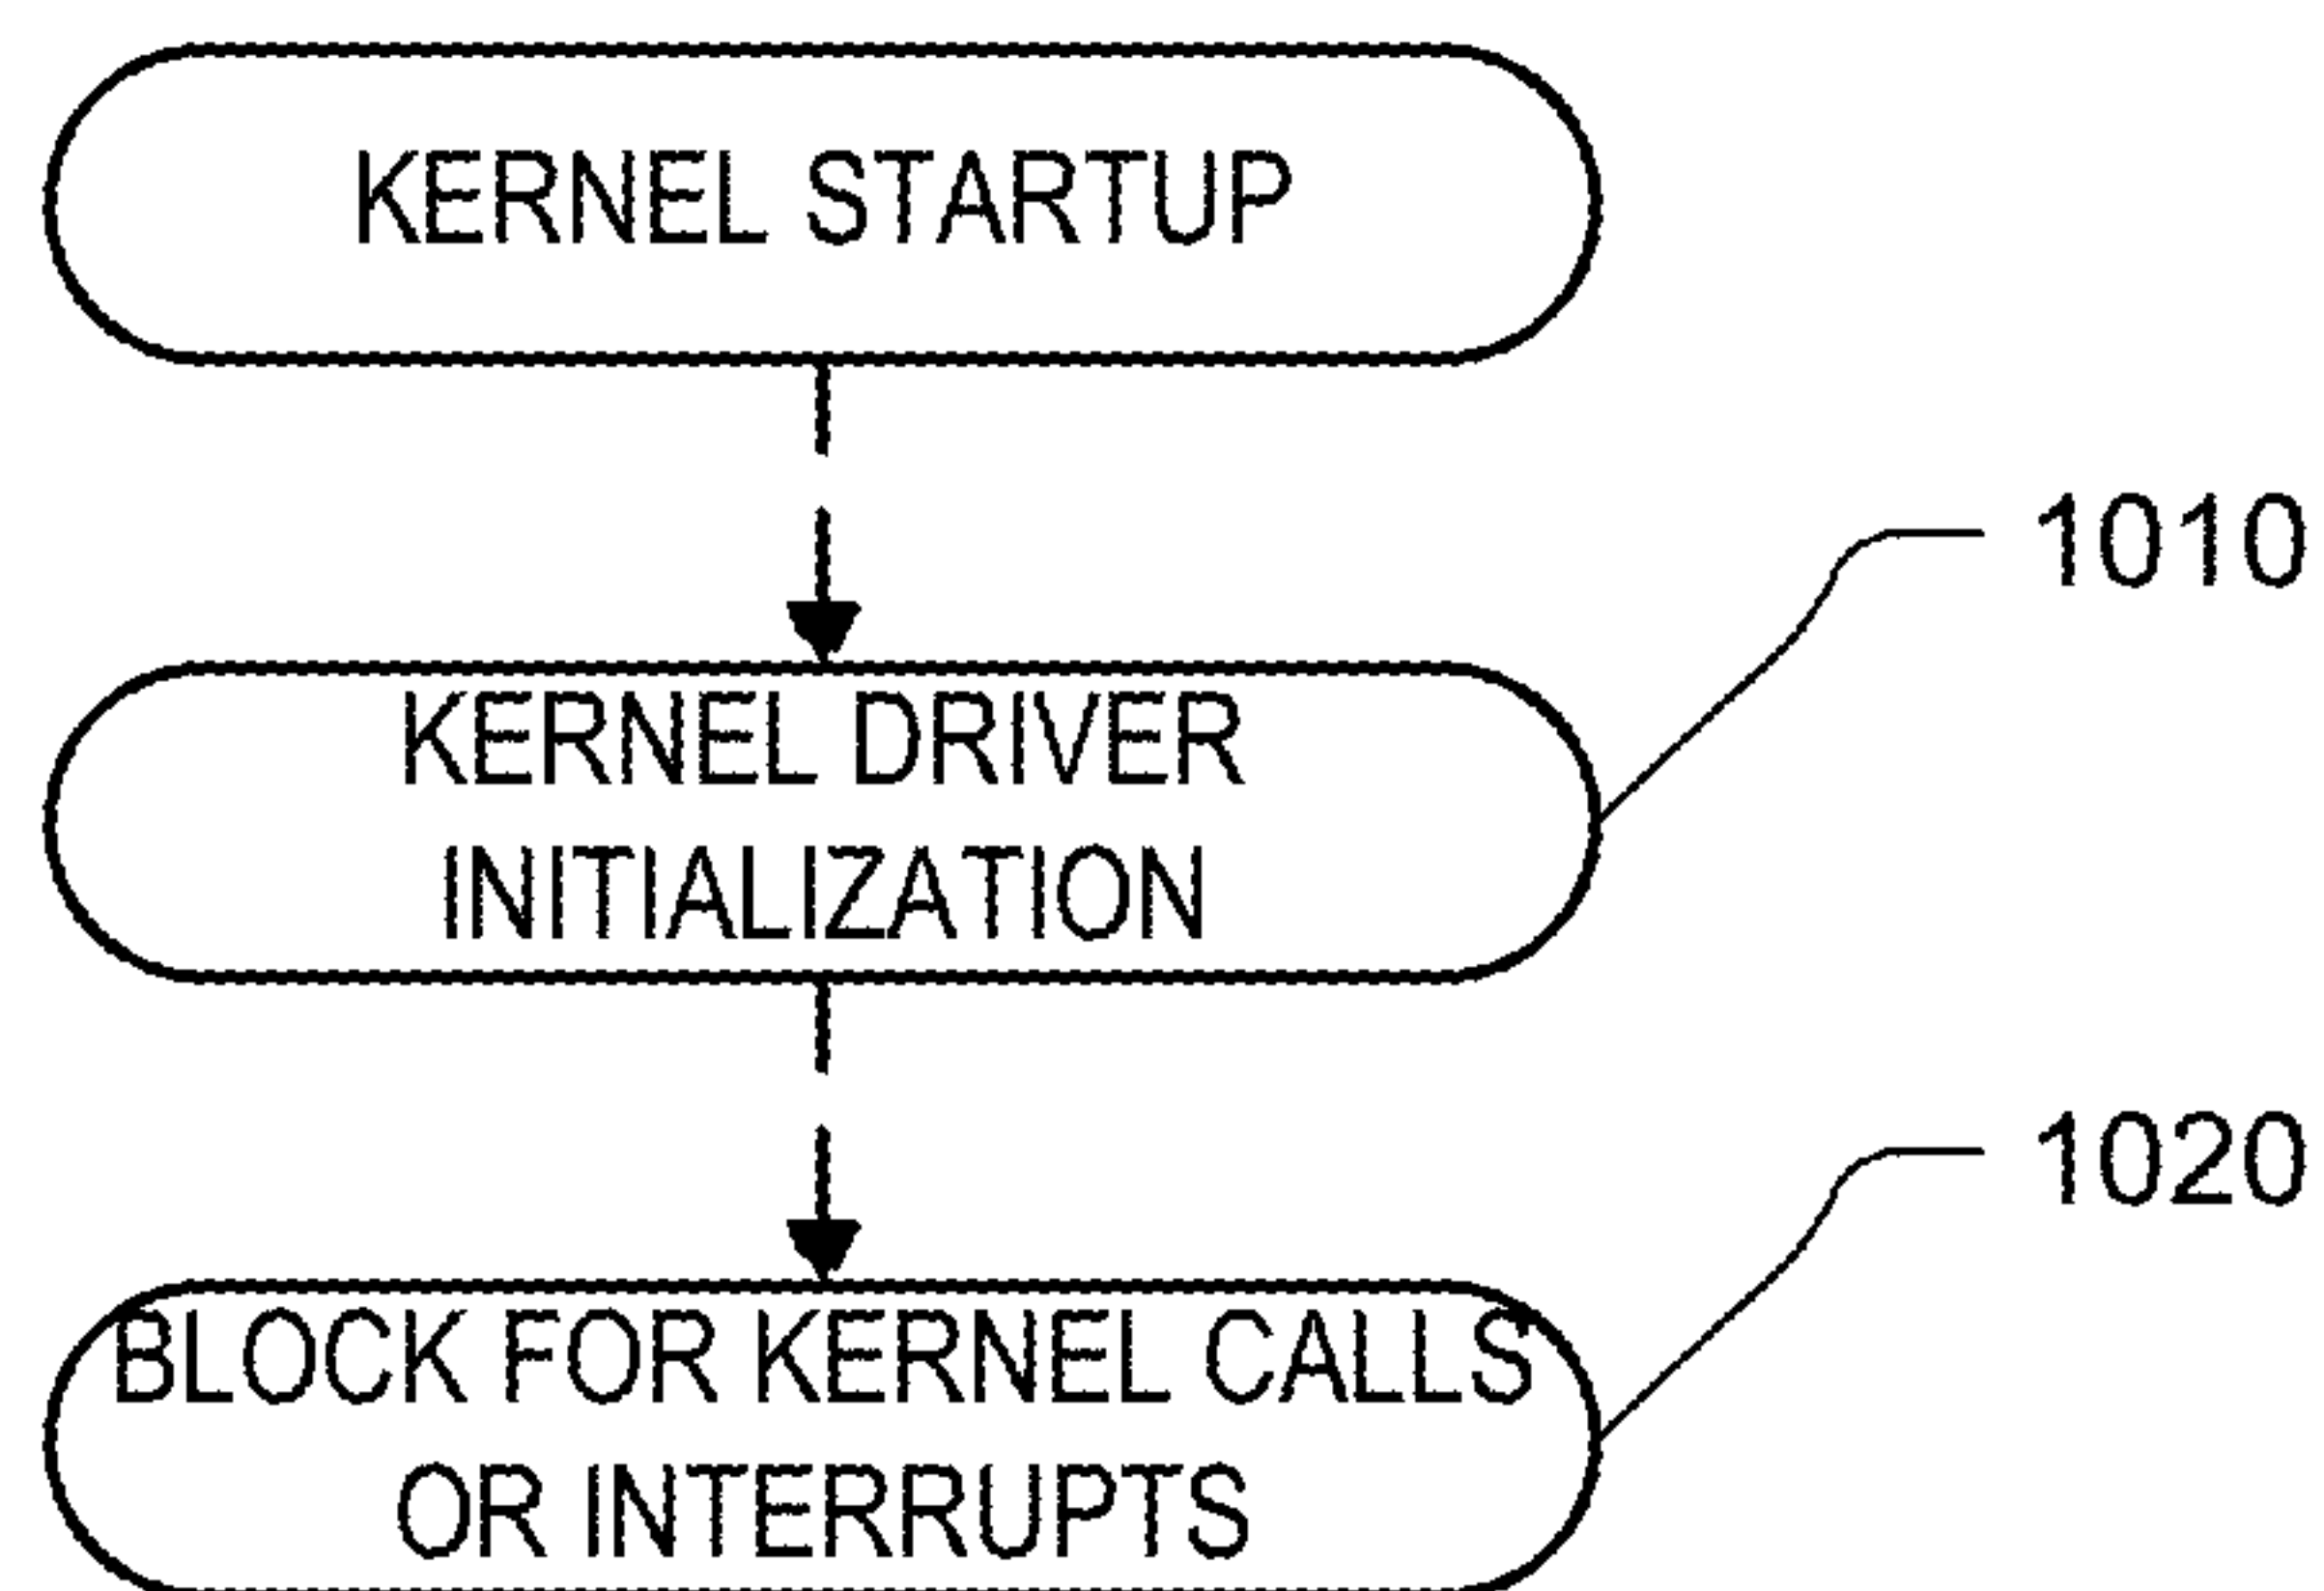 KERNEL STARTUP
1010
KERNEL DRIVER
INITIALIZATION
1020
BLOCK FOR KERNEL CALLS
OR INTERRUPTS